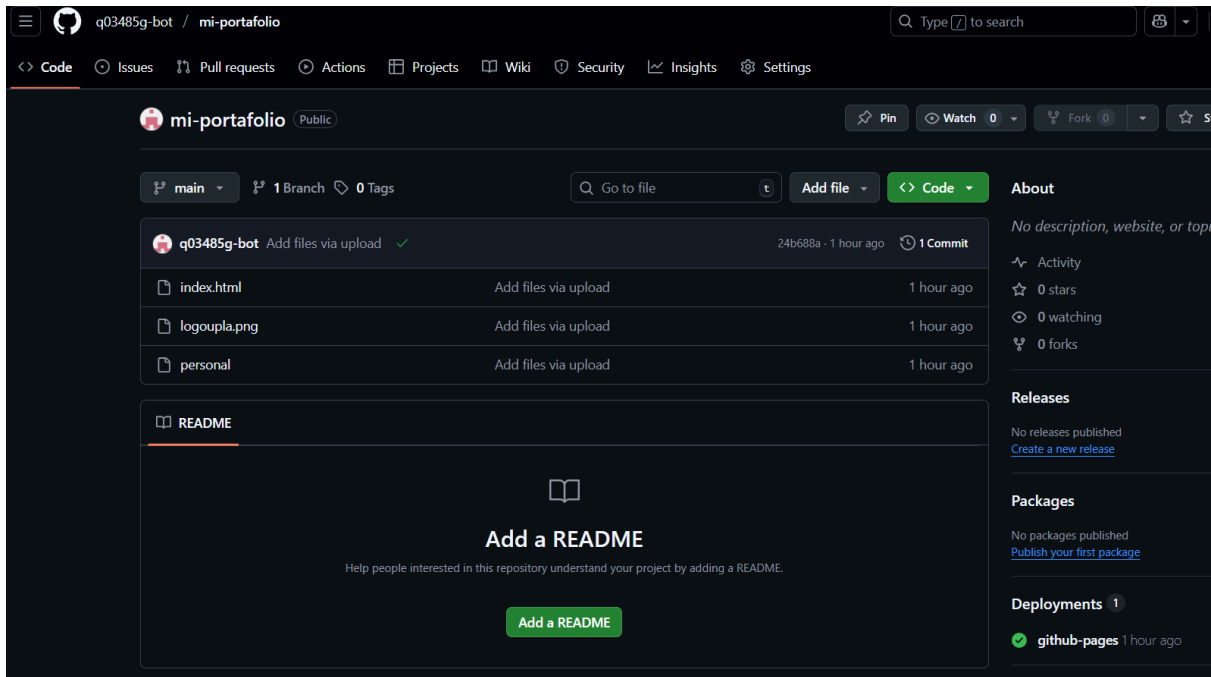 q03485g-bot / mi-portafolio
Type / to search
Code Issues Pull requests Actions Projects Wiki Security Insights Settings
mi-portafolio Public
Pin Watch 0 Fork 0
main 1 Branch 0 Tags
Go to file t Add file Code
q03485g-bot Add files via upload 24b688a · 1 hour ago 1 Commit
index.html Add files via upload 1 hour ago
logoupla.png Add files via upload 1 hour ago
personal Add files via upload 1 hour ago
README
Add a README
Help people interested in this repository understand your project by adding a README.
Add a README
About
No description, website, or
Activity
0 stars
0 watching
0 forks
Releases
No releases published
Create a new release
Packages
No packages published
Publish your first package
Deployments 1
github-pages 1 hour ago